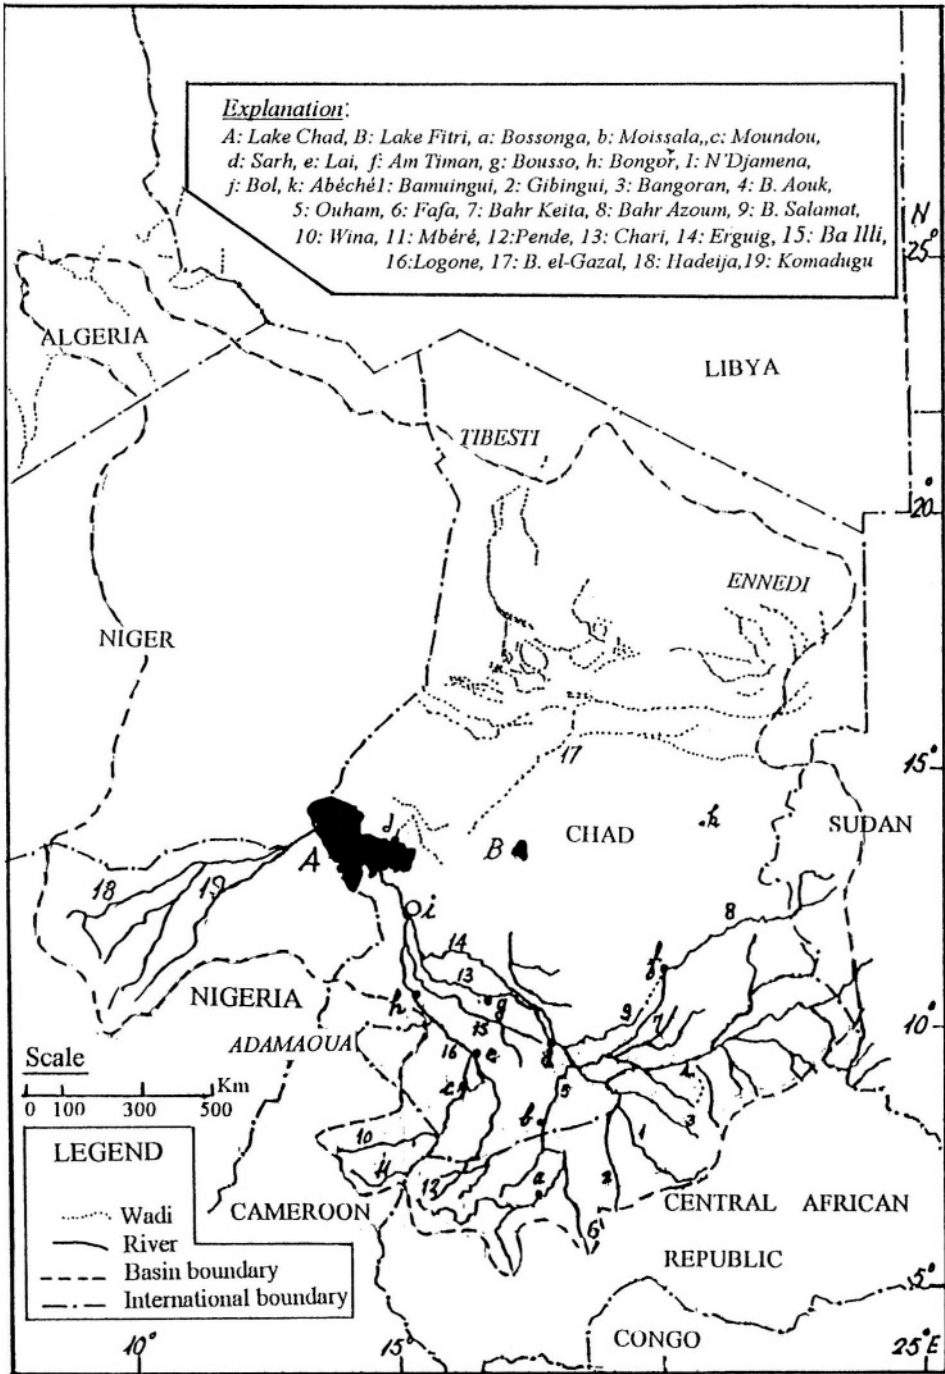 Explanation:
A: Lake Chad, B: Lake Fitri, a: Bossonga, b: Moissala,,c: Moundou,
d: Sarh, e: Lai, f: Am Timan, g: Bousso, h: Bongor, 1: N'Djamena,
j: Bol, k: Abéché1: Bamuingui, 2: Gibingui, 3: Bangoran, 4: B. Aouk,
5: Ouham, 6: Fafa, 7: Bahr Keita, 8: Bahr Azoum, 9: B. Salamat,
10: Wina, 11: Mbéré, 12:Pende, 13: Chari, 14: Erguig, 15: Ba Illi,
16:Logone, 17: B. el-Gazal, 18: Hadeija,19: Komadugu
N
25°
ALGERIA
LIBYA
TIBESTI
20°
ENNEDI
NIGER
17
15°
J
A
B
CHAD
k
SUDAN
18
19
i
8
14
f
13
g
h
NIGERIA
9
7
10°
15
ADAMAOUA
16
e
d
Scale
Km
0 100 300 500
c
5
4
b
3
1
10
11
12
a
2
6
LEGEND
Wadi
River
Basin boundary
International boundary
CAMEROON
CENTRAL AFRICAN
REPUBLIC
5°
CONGO
10°
15°
25°E